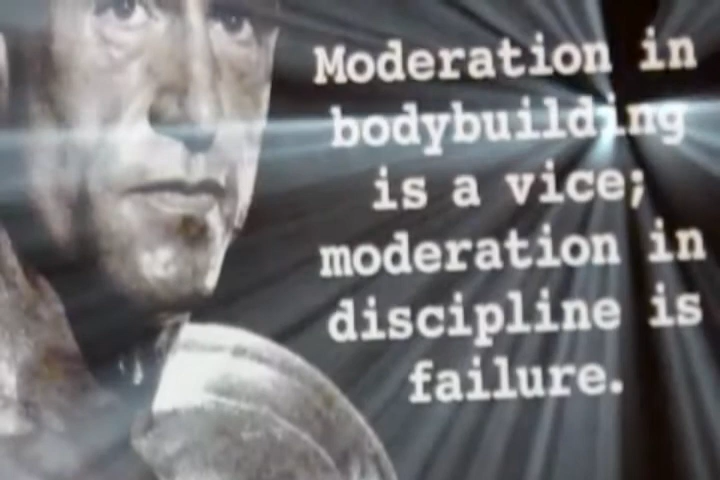 Moderation in
bodybuilding
is a vice;
moderation in
discipline is
failure.